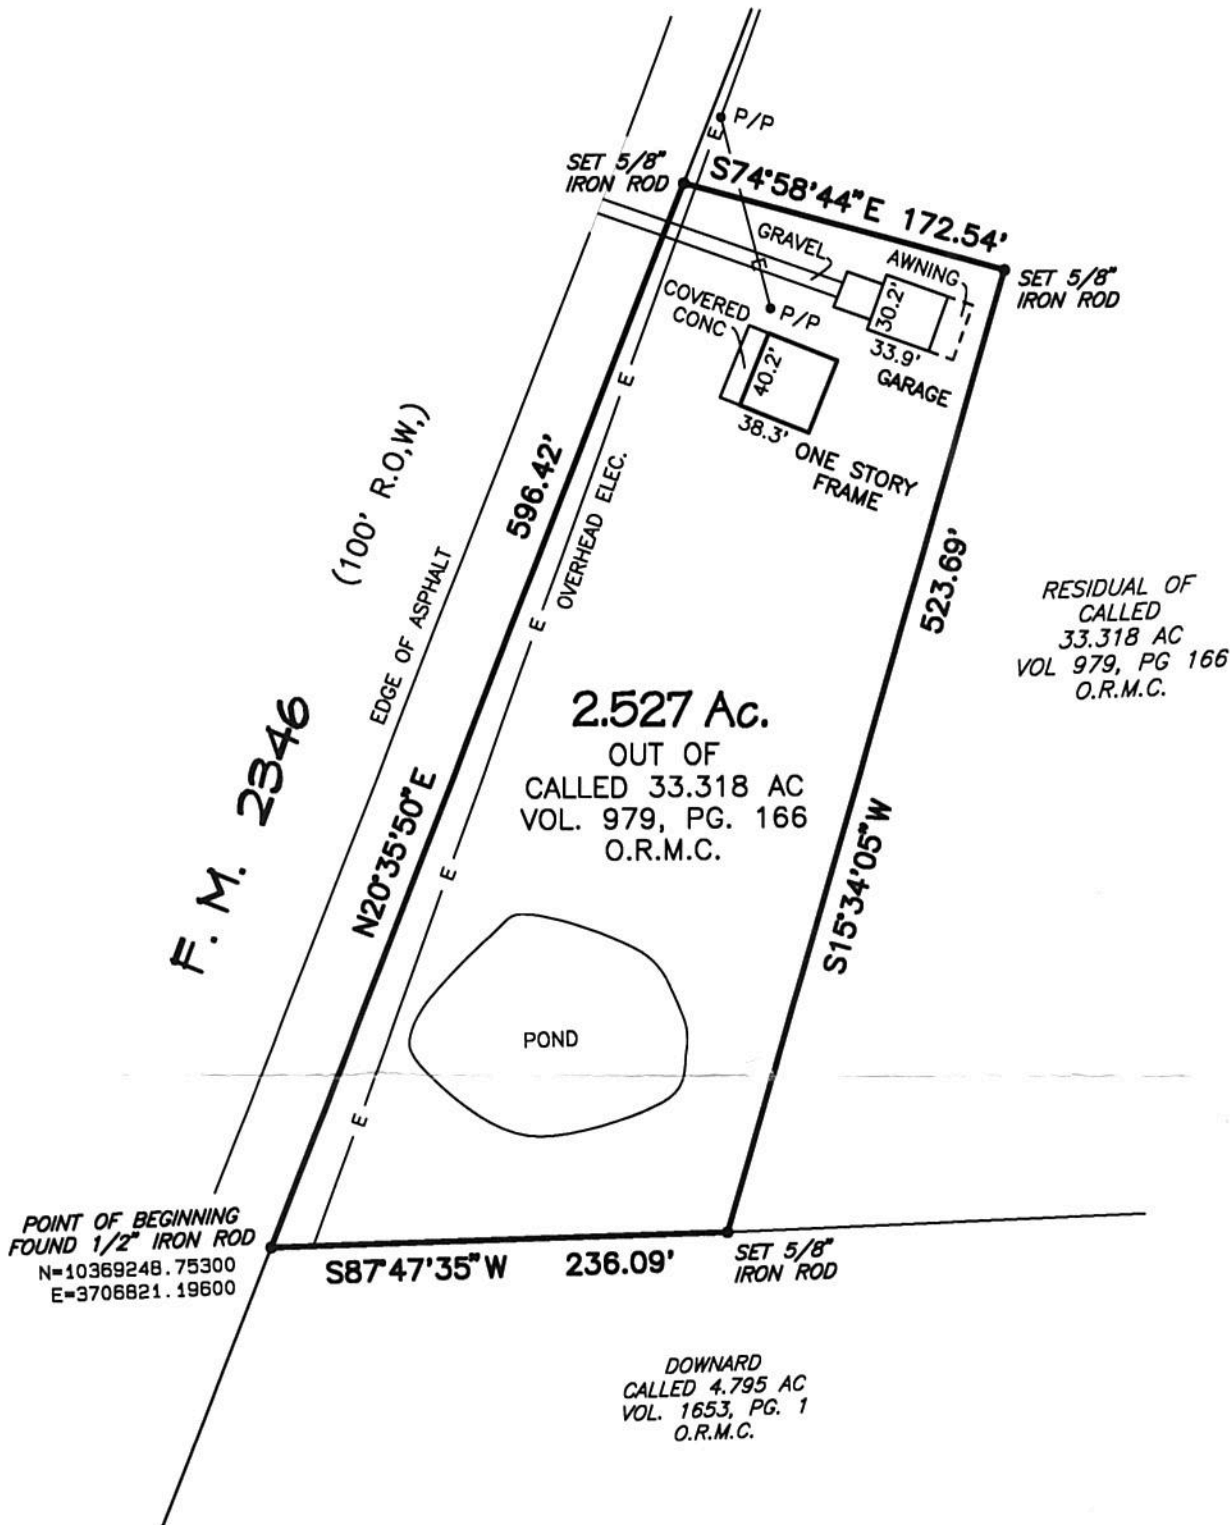 P/P
E
SET 5/8"
IRON ROD
S74°58'44"E 172.54'
GRAVEL
AWNING
SET 5/8"
IRON ROD
E
COVERED
CONC
P/P
30.2'
33.9'
GARAGE
40.2'
38.3'
ONE STORY
FRAME
E
596.42'
OVERHEAD ELEC.
(100' R.O,W,)
EDGE OF ASPHALT
E
523.69'
RESIDUAL OF
CALLED
33.318 AC
VOL 979, PG 166
O.R.M.C.
2.527 Ac.
OUT OF
CALLED 33.318 AC
VOL. 979, PG. 166
O.R.M.C.
F. M. 2346
N20°35'50"E
E
S15°34'05"W
POND
E
POINT OF BEGINNING
FOUND 1/2" IRON ROD
N=10369248.75300
E=3706821.19600
S87°47'35"W 236.09'
SET 5/8"
IRON ROD
DOWNARD
CALLED 4.795 AC
VOL. 1653, PG. 1
O.R.M.C.